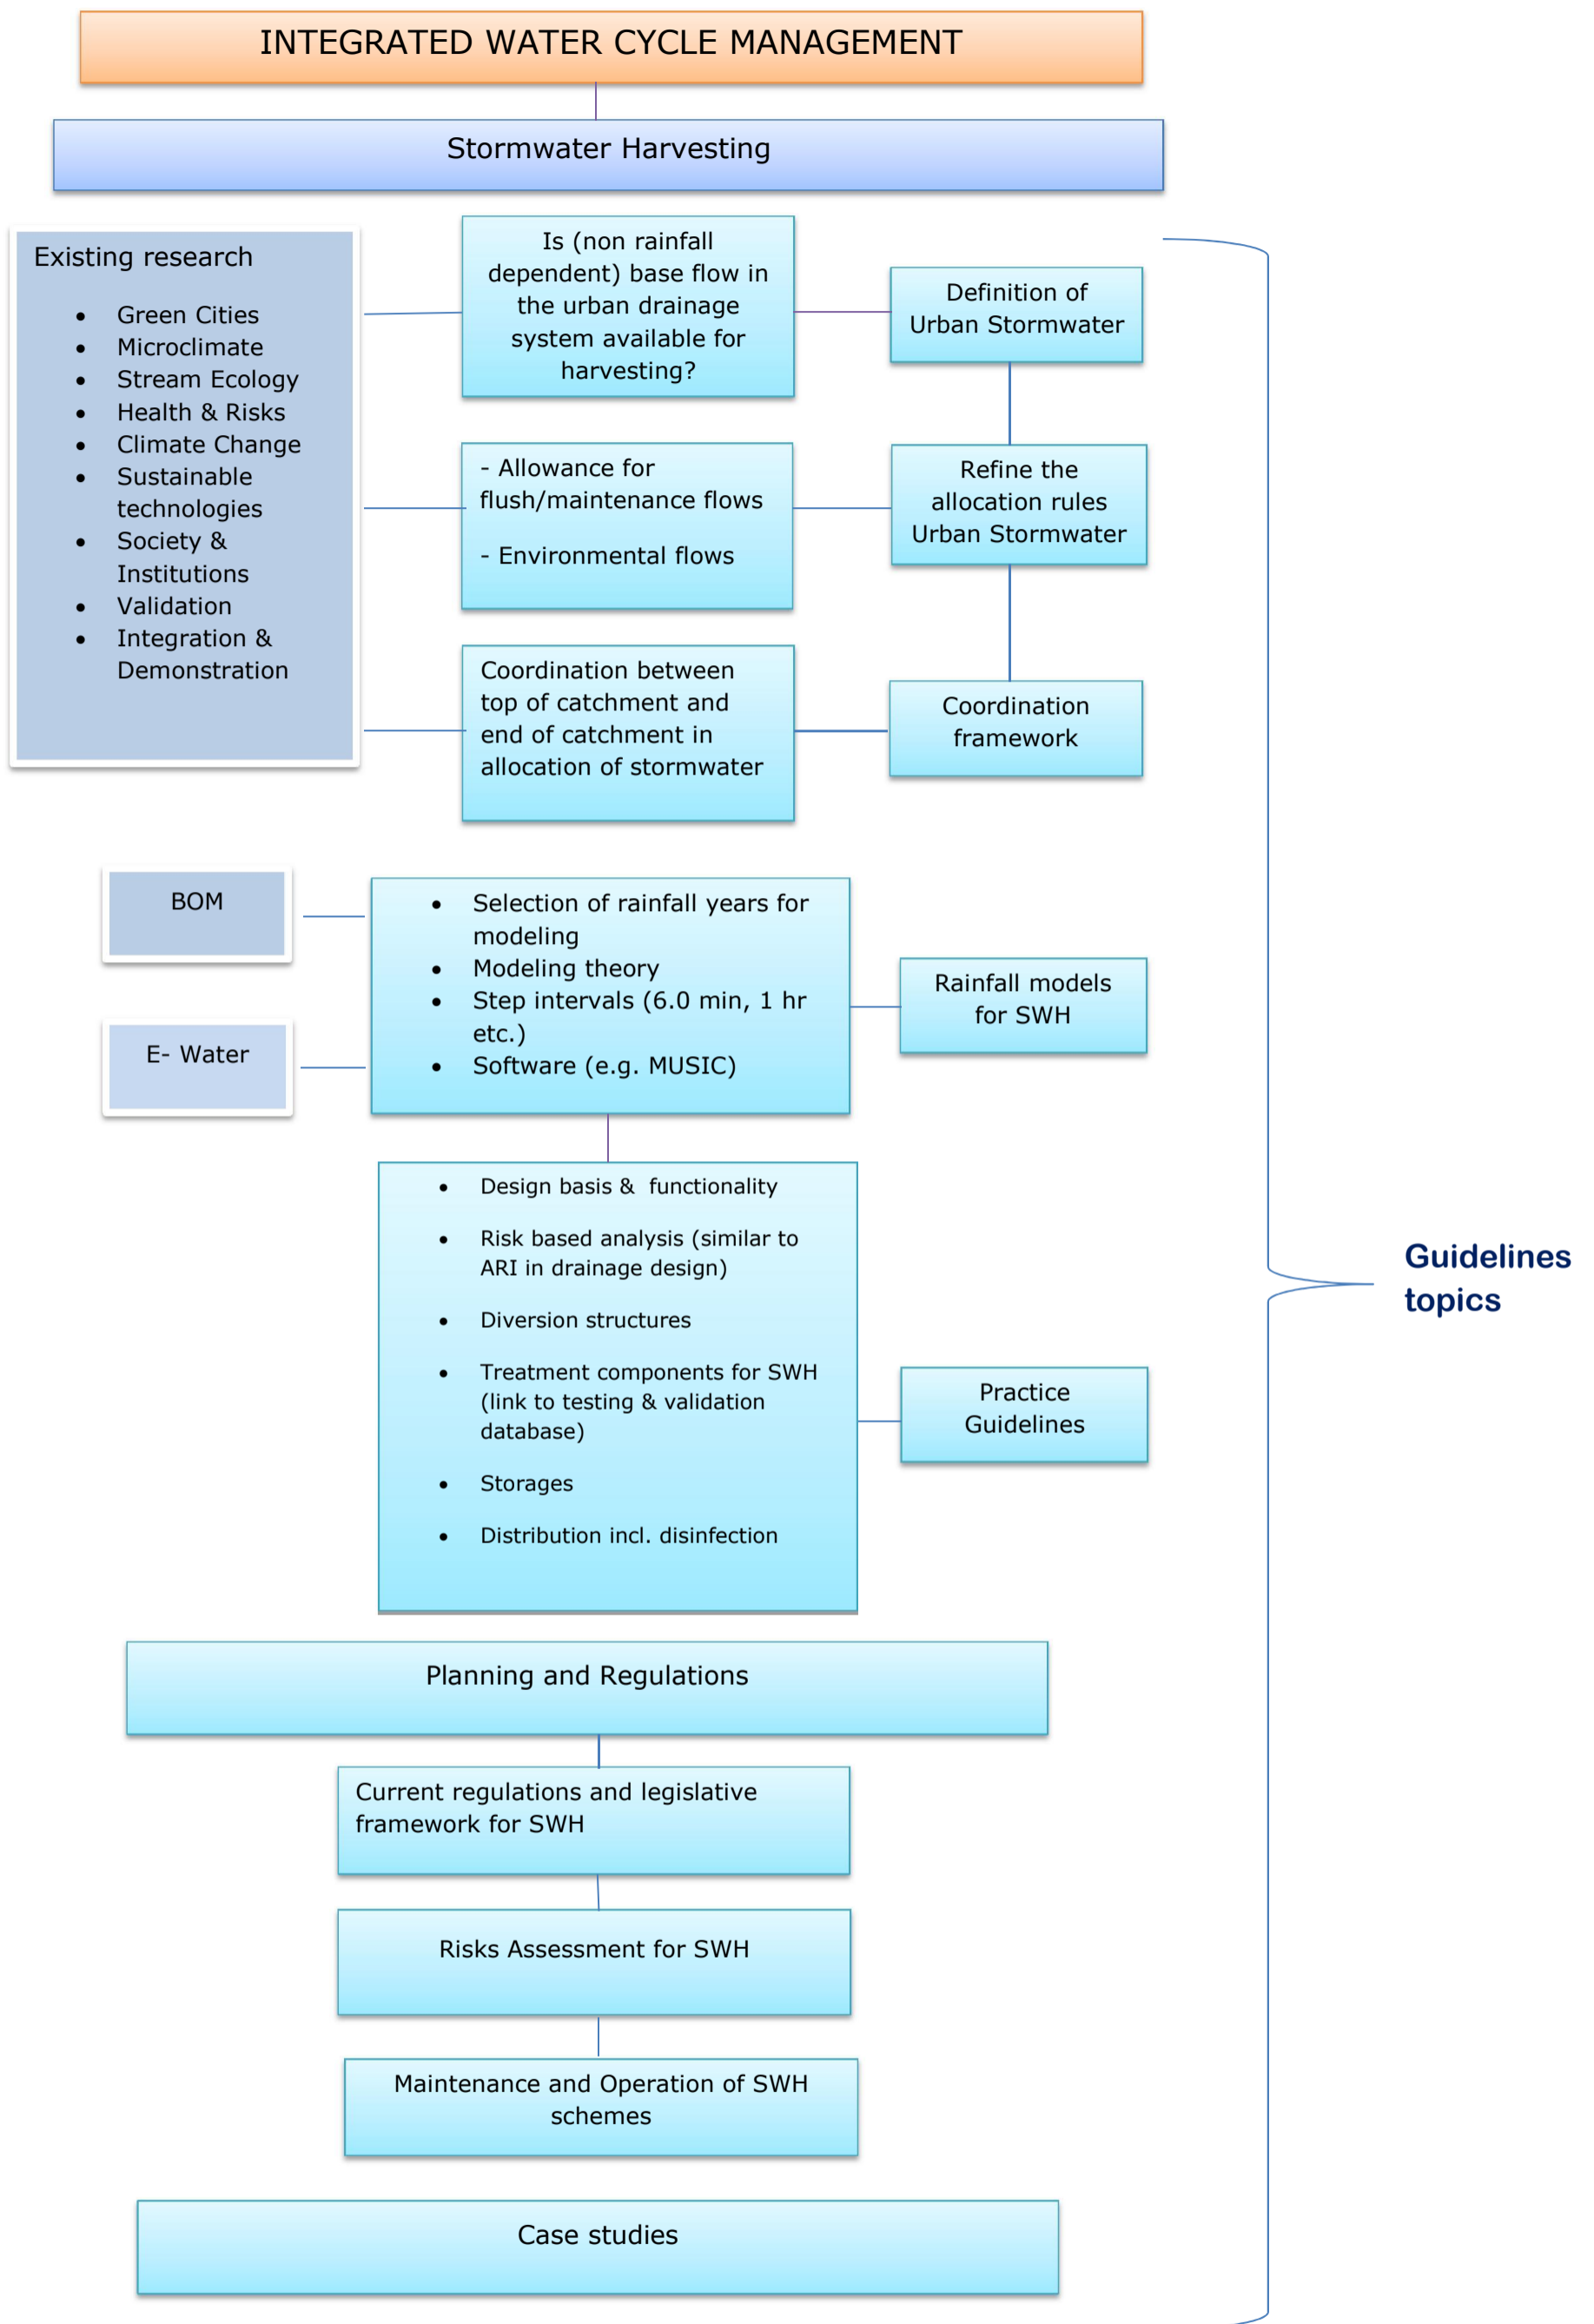 INTEGRATED WATER CYCLE MANAGEMENT
Stormwater Harvesting
Existing research
• Green Cities
• Microclimate
• Stream Ecology
• Health & Risks
• Climate Change
• Sustainable
technologies
• Society &
Institutions
• Validation
• Integration &
Demonstration
Is (non rainfall
dependent) base flow in
the urban drainage
system available for
harvesting?
Definition of
Urban Stormwater
- Allowance for
flush/maintenance flows
- Environmental flows
Refine the
allocation rules
Urban Stormwater
Coordination between
top of catchment and
end of catchment in
allocation of stormwater
Coordination
framework
BOM
E- Water
• Selection of rainfall years for
modeling
• Modeling theory
• Step intervals (6.0 min, 1 hr
etc.)
• Software (e.g. MUSIC)
Rainfall models
for SWH
• Design basis & functionality
• Risk based analysis (similar to
ARI in drainage design)
• Diversion structures
• Treatment components for SWH
(link to testing & validation
database)
• Storages
• Distribution incl. disinfection
Practice
Guidelines
Guidelines
topics
Planning and Regulations
Current regulations and legislative
framework for SWH
Risks Assessment for SWH
Maintenance and Operation of SWH
schemes
Case studies